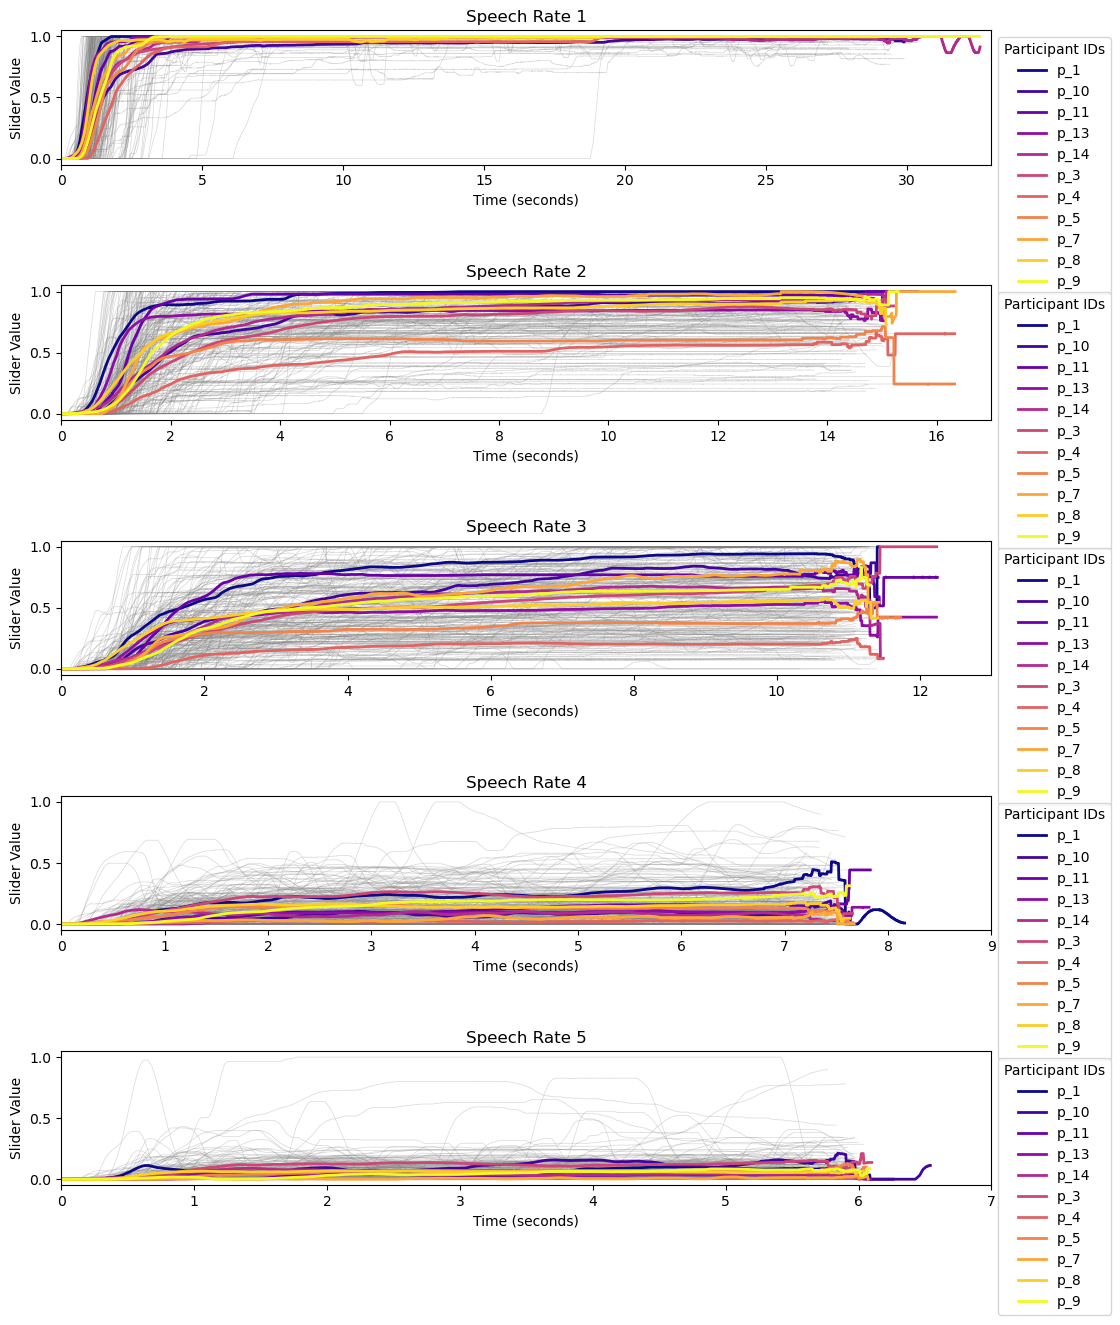 Speech Rate 1
Slider Value
1.0
0.5
0.0
0 5 10 15 20 25 30
Time (seconds)
Participant IDs
p_1
p_10
p_11
p_13
p_14
p_3
p_4
p_5
p_7
p_8
p_9
Speech Rate 2
Slider Value
1.0
0.5
0.0
0 2 4 6 8 10 12 14 16
Time (seconds)
Participant IDs
p_1
p_10
p_11
p_13
p_14
p_3
p_4
p_5
p_7
p_8
p_9
Speech Rate 3
Slider Value
1.0
0.5
0.0
0 2 4 6 8 10 12
Time (seconds)
Participant IDs
p_1
p_10
p_11
p_13
p_14
p_3
p_4
p_5
p_7
p_8
p_9
Speech Rate 4
Slider Value
1.0
0.5
0.0
0 1 2 3 4 5 6 7 8 9
Time (seconds)
Participant IDs
p_1
p_10
p_11
p_13
p_14
p_3
p_4
p_5
p_7
p_8
p_9
Speech Rate 5
Slider Value
1.0
0.5
0.0
0 1 2 3 4 5 6 7
Time (seconds)
Participant IDs
p_1
p_10
p_11
p_13
p_14
p_3
p_4
p_5
p_7
p_8
p_9